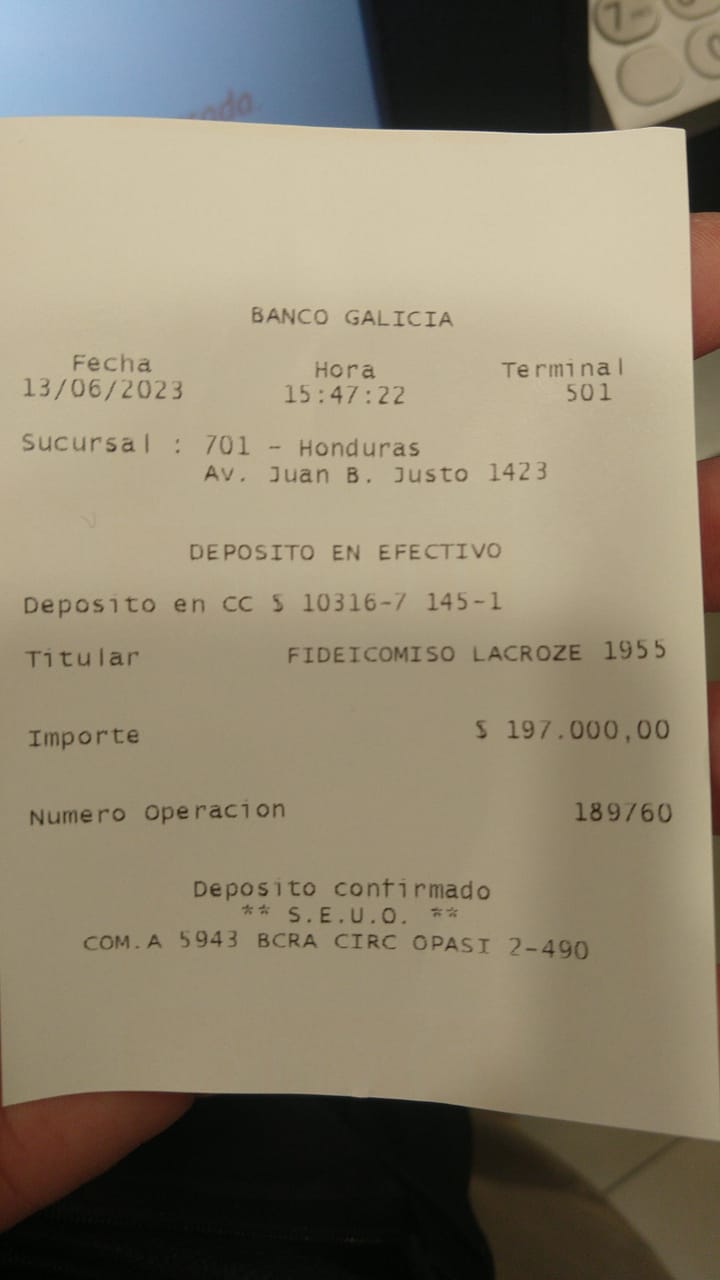 BANCO GALICIA
Fecha Hora Terminal
13/06/2023 15:47:22 501
Sucursal : 701 - Honduras
Av. Juan B. Justo 1423
DEPOSITO EN EFECTIVO
Deposito en CC $ 10316-7 145-1
Titular FIDEICOMISO LACROZE 1955
Importe $ 197.000,00
Numero Operacion 189760
Deposito confirmado
** S.E.U.O. **
COM.A 5943 BCRA CIRC OPASI 2-490